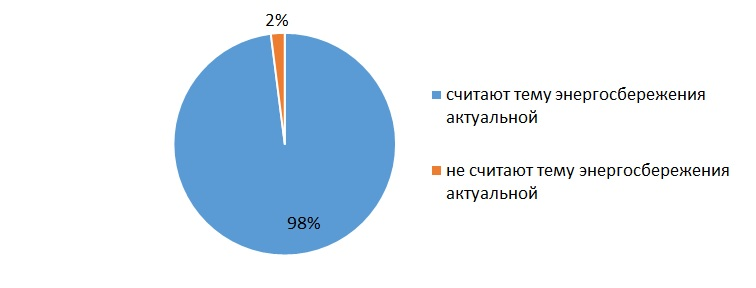 2%
считают тему энергосбережения
актуальной
не считают тему энергосбережения
актуальной
98%